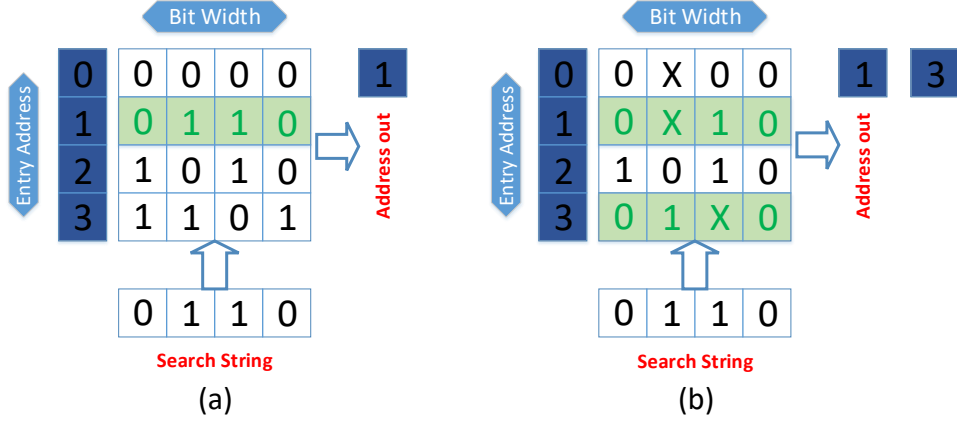 Bit Width
Entry Address
0 0 0 0 0
1 0 1 1 0
2 1 0 1 0
3 1 1 0 1
1
Address out
0 1 1 0
Search String
(a)
Bit Width
Entry Address
0 0 X 0 0
1 0 X 1 0
2 1 0 1 0
3 0 1 X 0
1 3
Address out
0 1 1 0
Search String
(b)